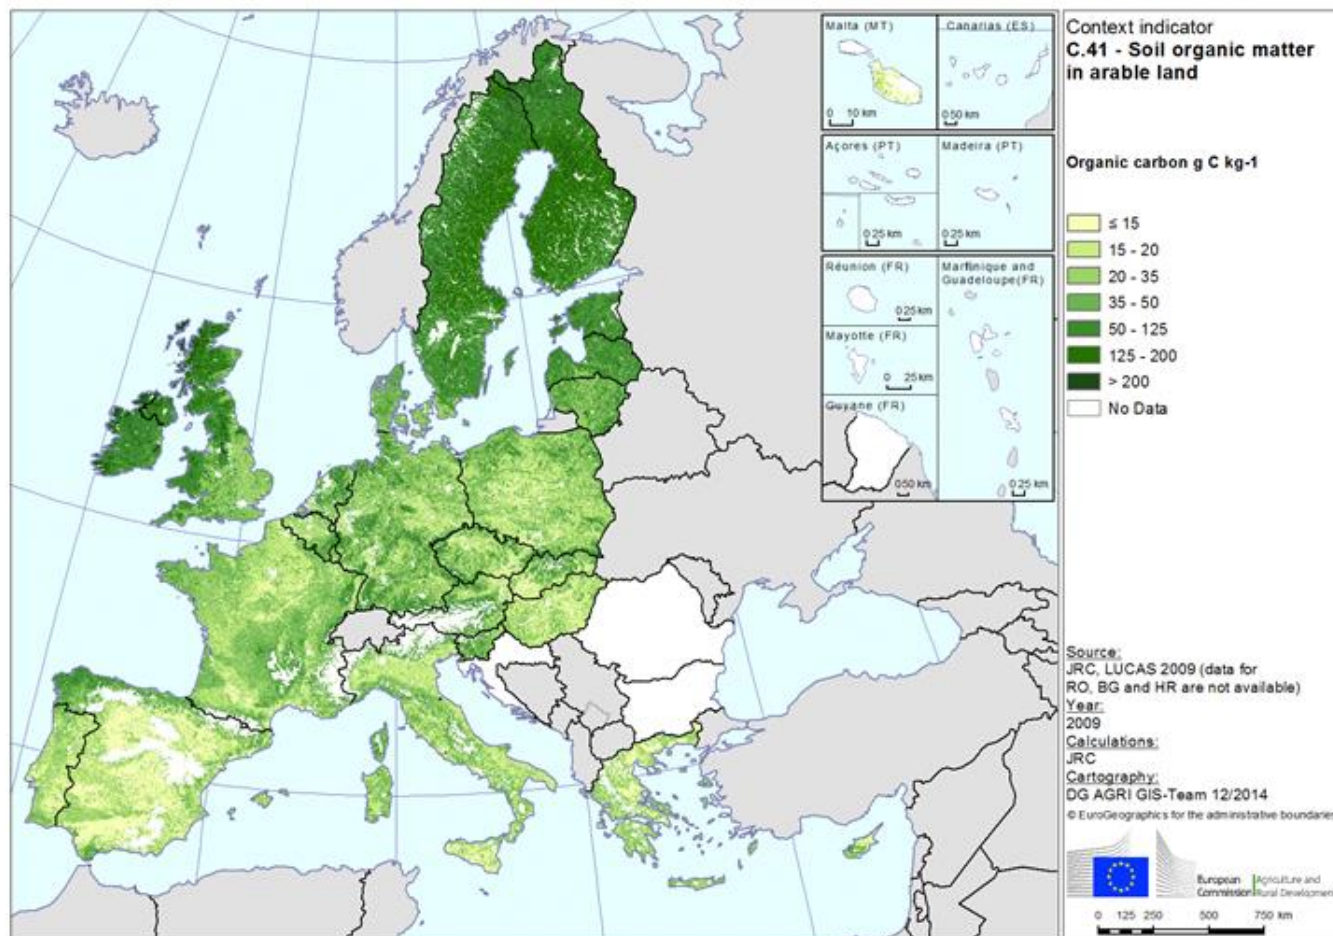 Malta (MT)
0 10 km
Canarias (ES)
0 50 km
Açores (PT)
0 25 km
Madeira (PT)
0 25 km
Réunion (FR)
0 25 km
Mayotte (FR)
0 25 km
Guyane (FR)
0 50 km
Martinique and
Guadeloupe(FR)
0 25 km
Context indicator
C.41 - Soil organic matter
in arable land
Organic carbon g C kg-1
≤ 15
15 - 20
20 - 35
35 - 50
50 - 125
125 - 200
> 200
No Data
Source:
JRC, LUCAS 2009 (data for
RO, BG and HR are not available)
Year:
2009
Calculations:
JRC
Cartography:
DG AGRI GIS-Team 12/2014
© EuroGeographics for the administrative boundaries
European
Commission
Agriculture and
Rural Development
0 125 250 500 750 km